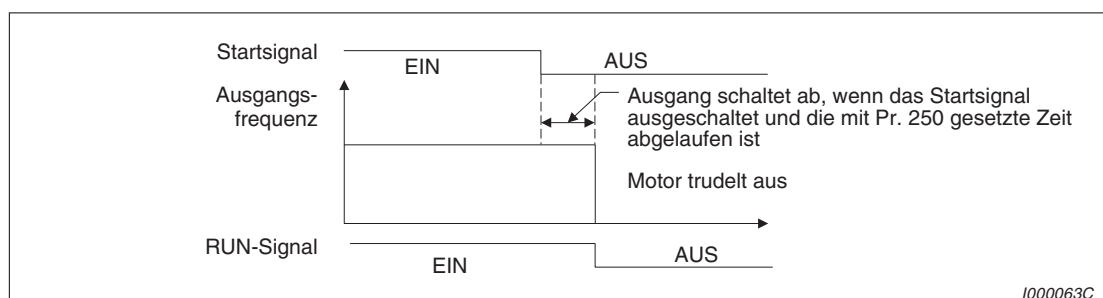 Startsignal
EIN
AUS
Ausgangs-
frequenz
Ausgang schaltet ab, wenn das Startsignal
ausgeschaltet und die mit Pr. 250 gesetzte Zeit
abgelaufen ist
Motor trudelt aus
RUN-Signal
EIN
AUS
I000063C